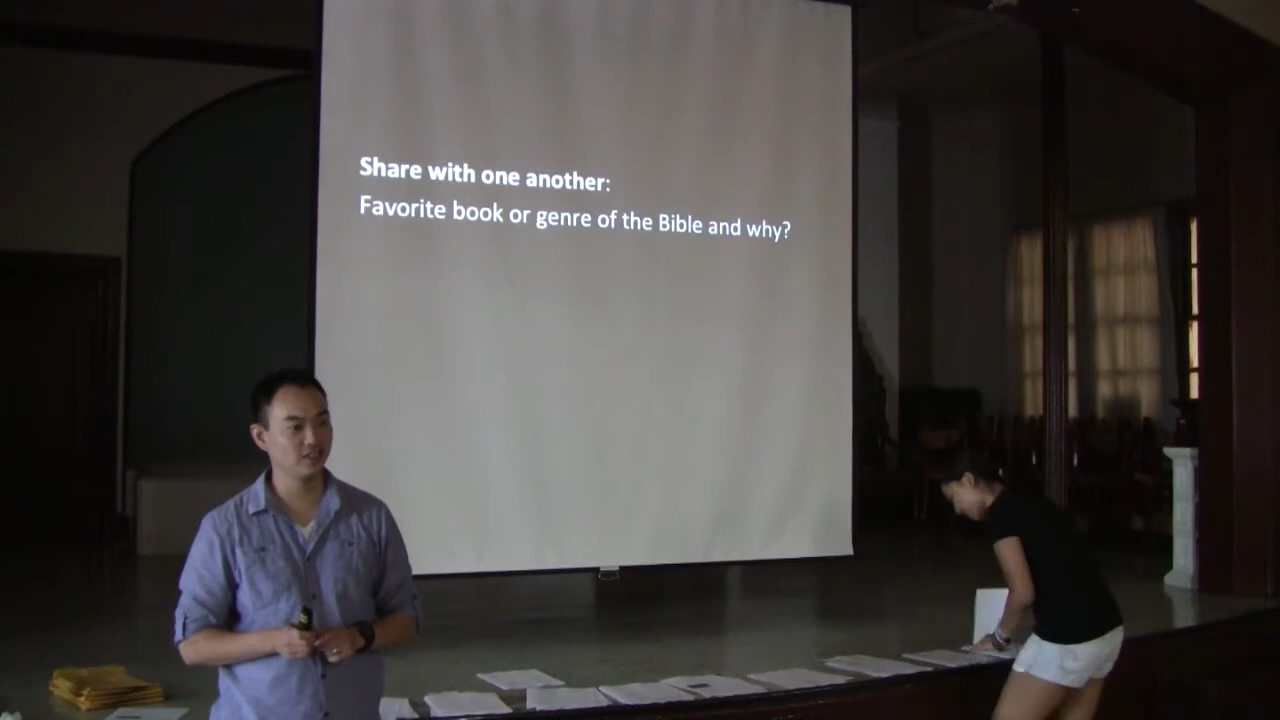 Share with one another:
Favorite book or genre of the Bible and why?